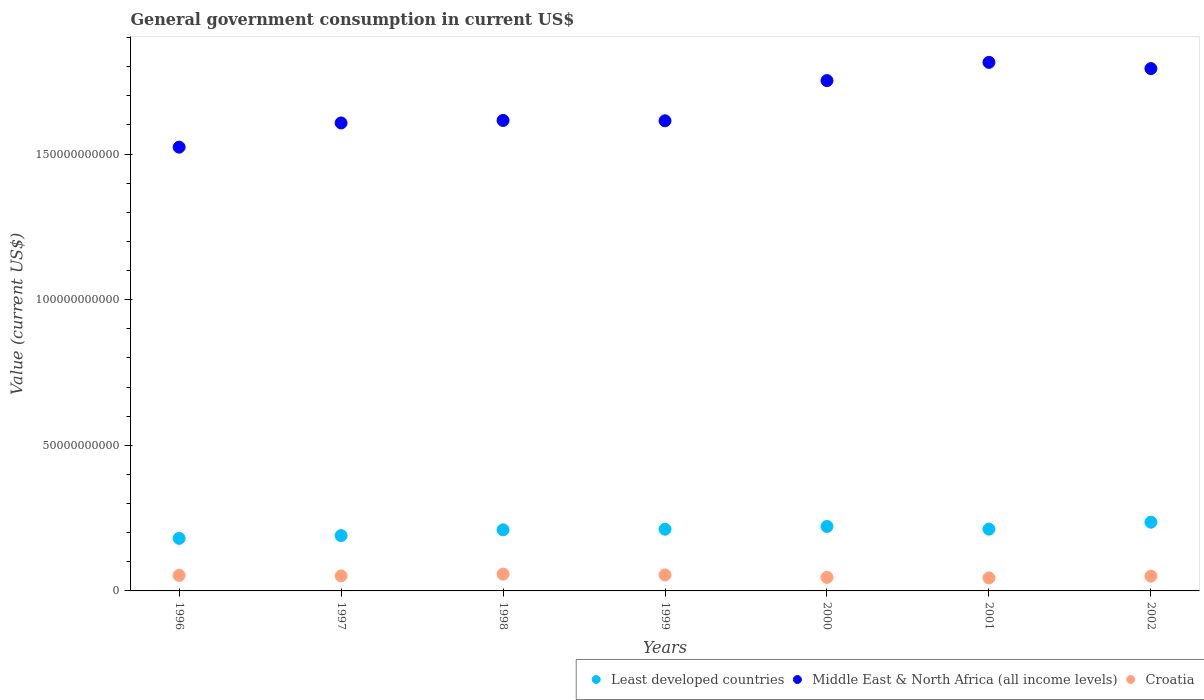 General government consumption in current US$
Value (current US$)
150000000000
100000000000
50000000000
0
1996
1997
1998
1999
2000
2001
2002
Years
Least developed countries
Middle East & North Africa (all income levels)
Croatia